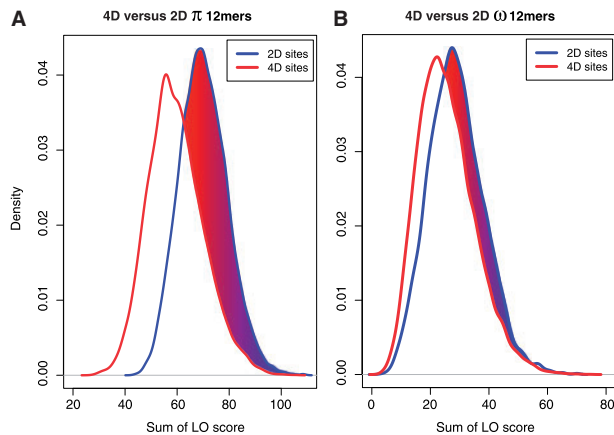 A
4D versus 2D π 12mers
2D sites
4D sites
Density
0.00
0.01
0.02
0.03
0.04
20
40
60
80
100
Sum of LO score
B
4D versus 2D ω 12mers
2D sites
4D sites
0.00
0.01
0.02
0.03
0.04
0
20
40
60
80
Sum of LO score